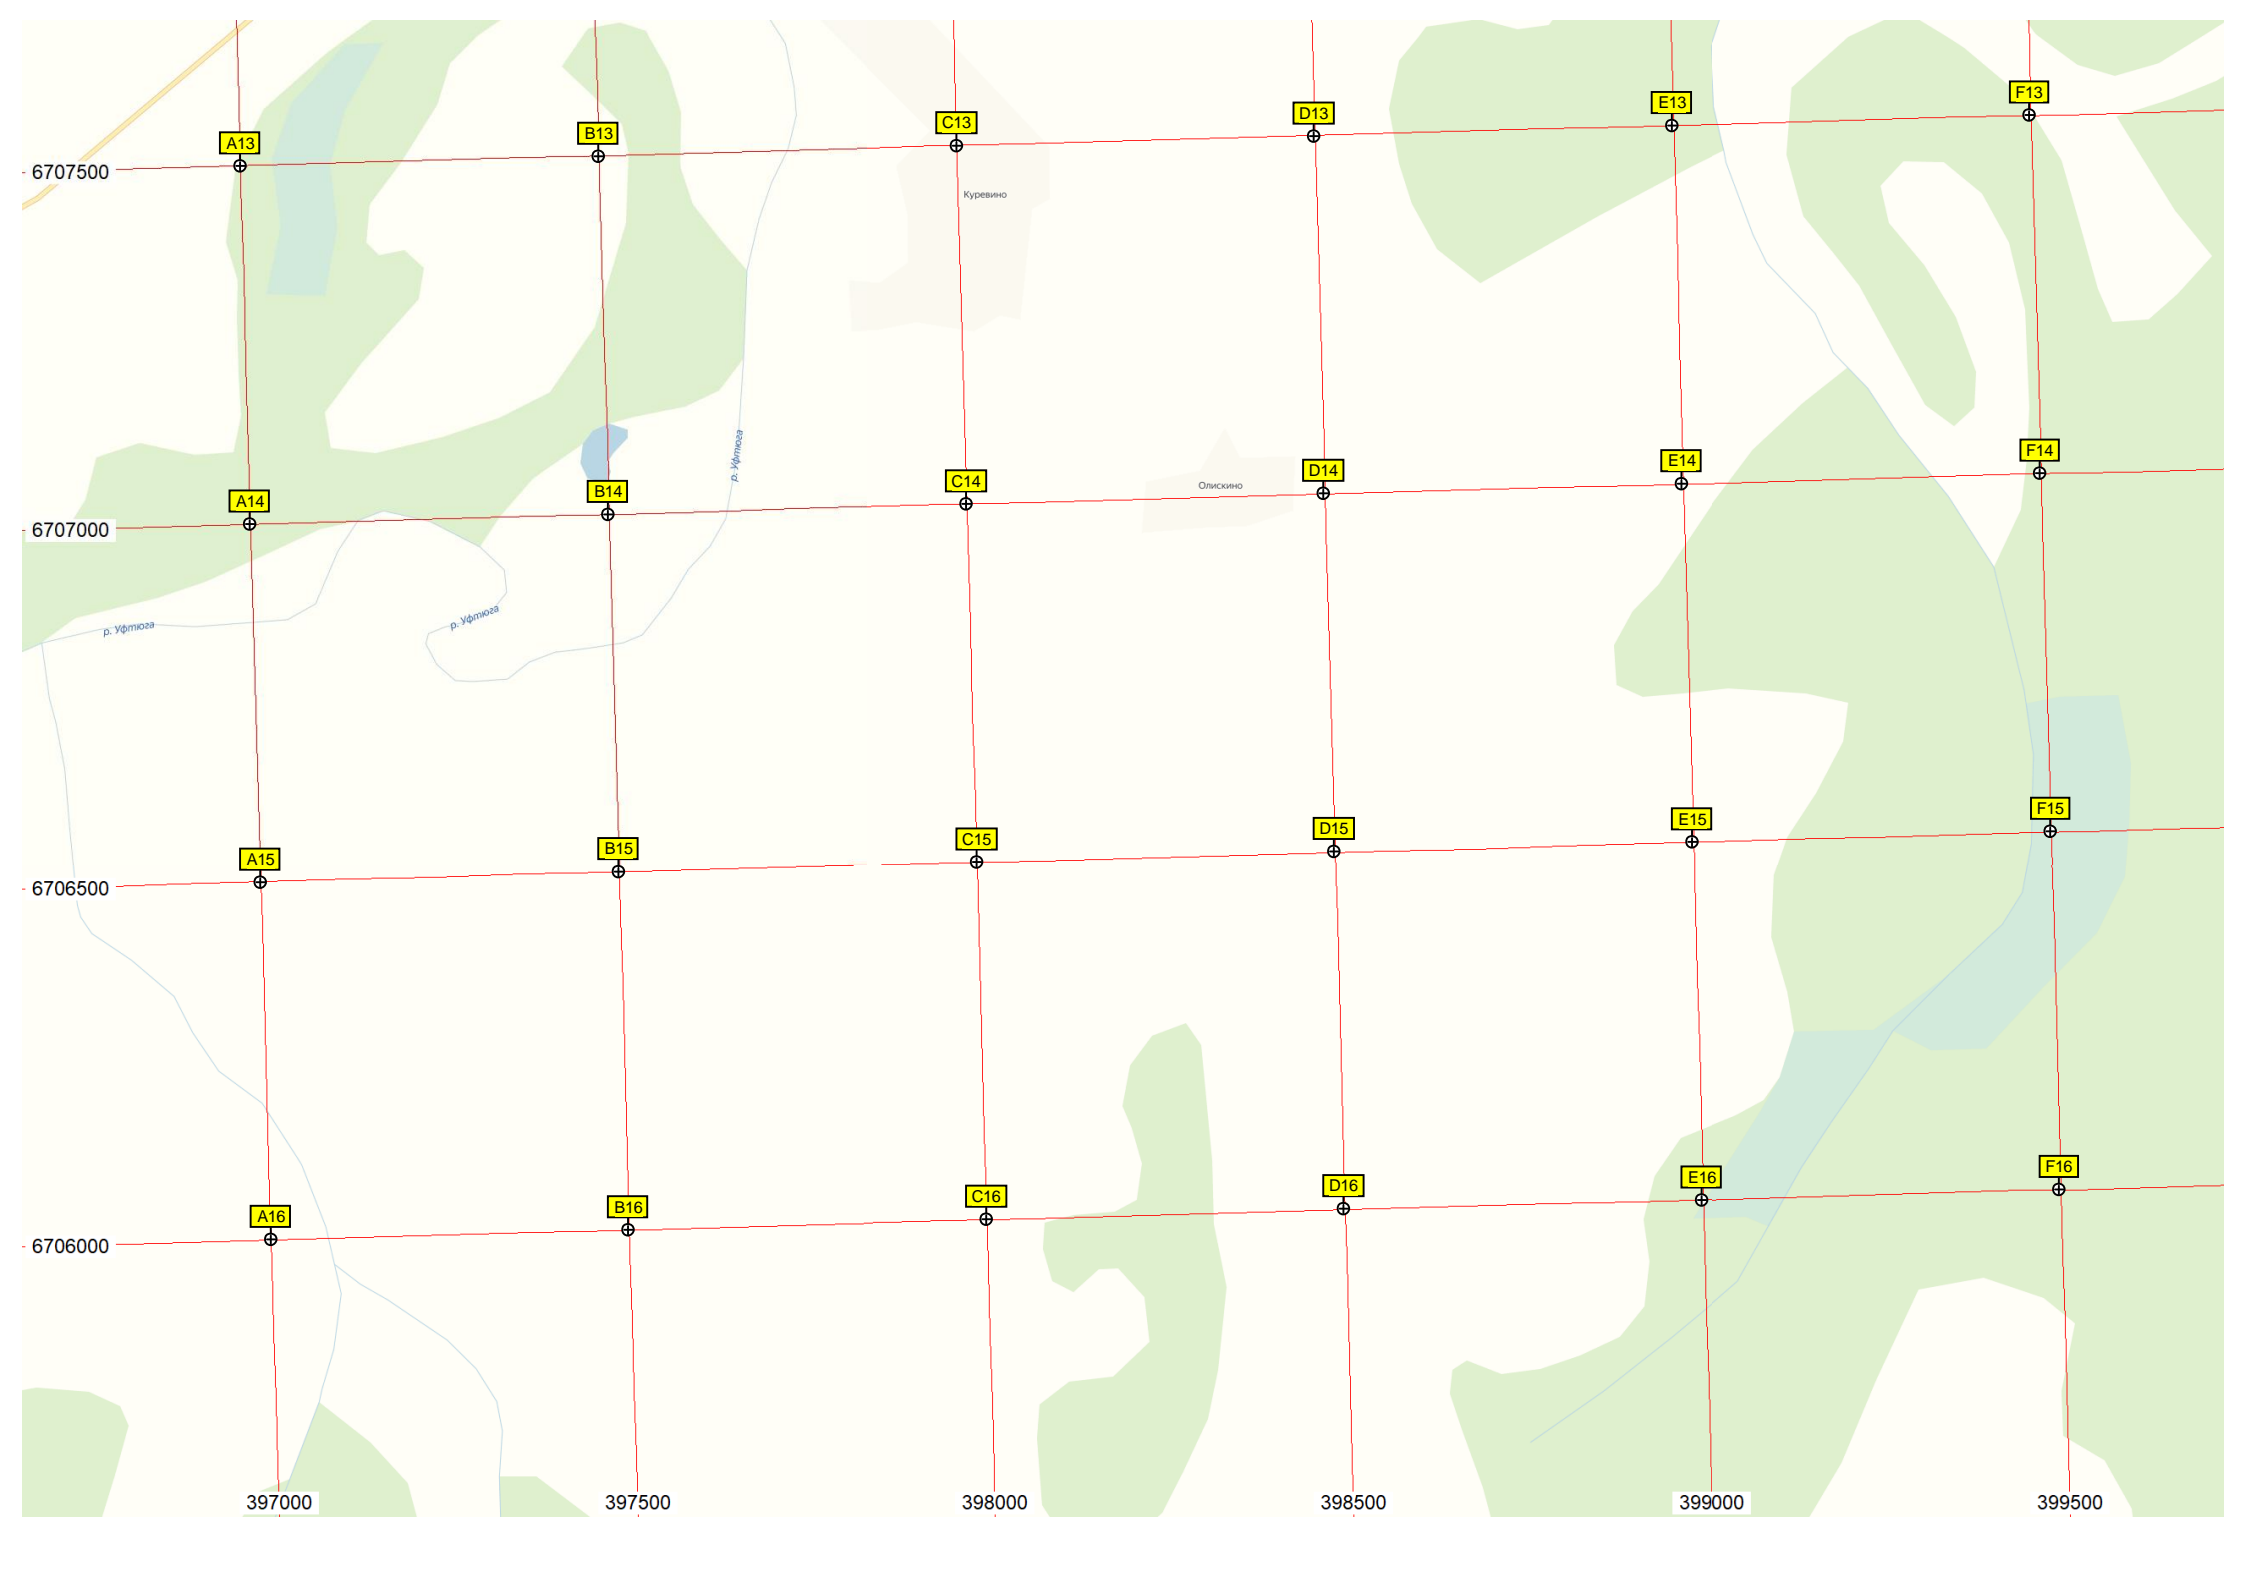 F13
E13
D13
C13
B13
A13
6707500
Куревино
F14
E14
D14
C14
Олискино
B14
A14
р. Уфтюга
6707000
р. Уфтюга
р. Уфтюга
F15
E15
D15
C15
B15
A15
6706500
F16
E16
D16
C16
B16
A16
6706000
397000 397500 398000 398500 399000 399500